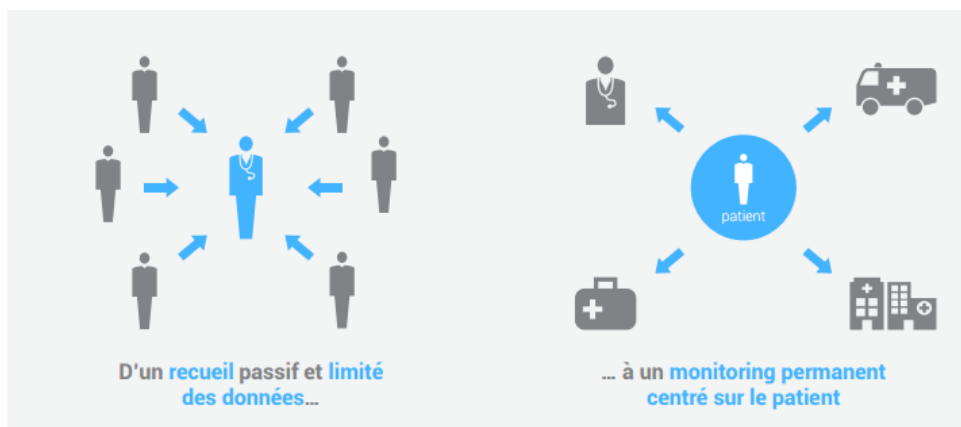 patient
D'un recueil passif et limité
des données...
... à un monitoring permanent
centré sur le patient